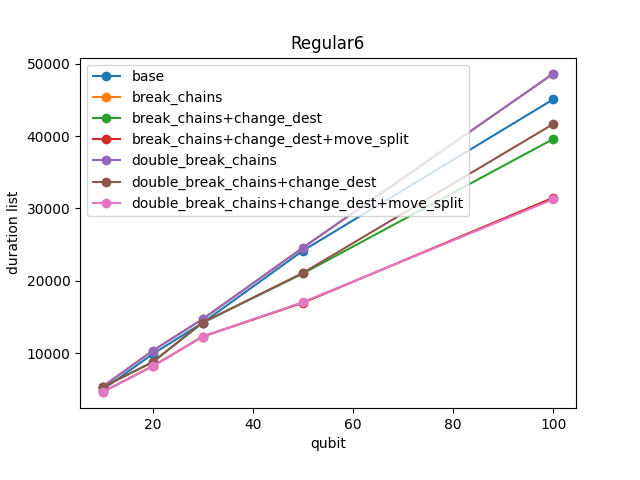 Regular6
50000
40000
30000
20000
10000
duration list
base
break_chains
break_chains+change_dest
break_chains+change_dest+move_split
double_break_chains
double_break_chains+change_dest
double_break_chains+change_dest+move_split
20
40
60
80
100
qubit